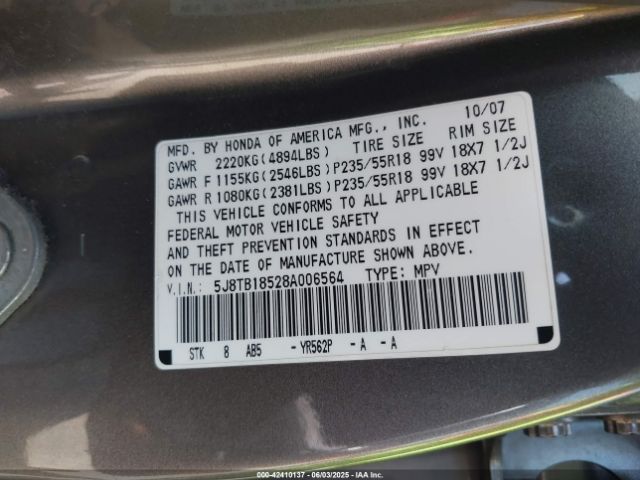 10/07
MFD. BY HONDA OF AMERICA MFG., INC.
GVWR 2220KG(4894LBS) TIRE SIZE RIM SIZE
GAWR F 1155KG(2546LBS)P235/55R18 99V 18X7 1/2J
GAWR R 1080KG(2381LBS)P235/55R18 99V 18X7 1/2J
THIS VEHICLE CONFORMS TO ALL APPLICABLE
FEDERAL MOTOR VEHICLE SAFETY
AND THEFT PREVENTION STANDARDS IN EFFECT
ON THE DATE OF MANUFACTURE SHOWN ABOVE.
V.I.N.: 5J8TB18528A006564 TYPE: MPV
STK 8 AB5 -YR562P -A -A
000-42410137 - 06/03/2025 - IAA Inc.